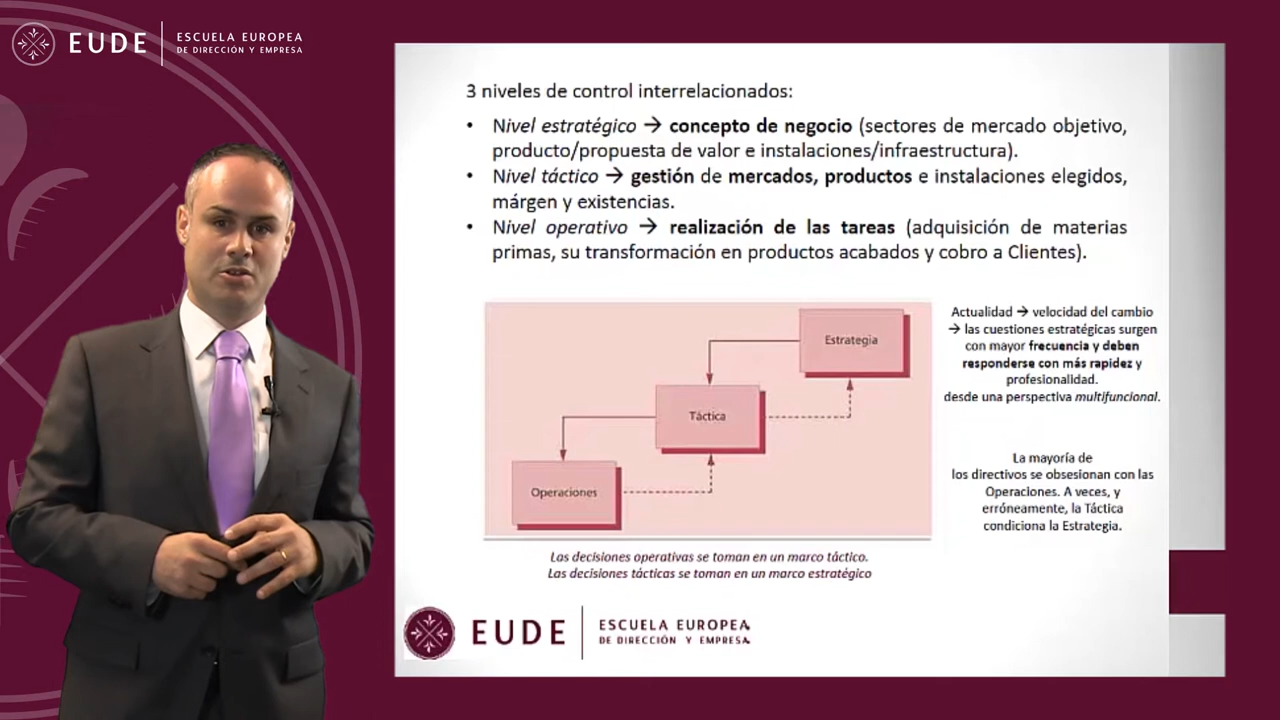 EUDE
ESCUELA EUROPEA
DE DIRECCIÓN Y EMPRESA
3 niveles de control interrelacionados:
• Nivel estratégico → concepto de negocio (sectores de mercado objetivo,
producto/propuesta de valor e instalaciones/infraestructura).
• Nivel táctico → gestión de mercados, productos e instalaciones elegidos,
márgen y existencias.
• Nivel operativo → realización de las tareas (adquisición de materias
primas, su transformación en productos acabados y cobro a Clientes).
Estrategia
Táctica
Operaciones
Actualidad → velocidad del cambio
→ las cuestiones estratégicas surgen
con mayor frecuencia y deben
responderse con más rapidez y
profesionalidad.
desde una perspectiva multifuncional.
La mayoría de
los directivos se obsesionan con las
Operaciones. A veces, y
erróneamente, la Táctica
condiciona la Estrategia.
Las decisiones operativas se toman en un marco táctico.
Las decisiones tácticas se toman en un marco estratégico
EUDE
ESCUELA EUROPEA
DE DIRECCIÓN Y EMPRESA